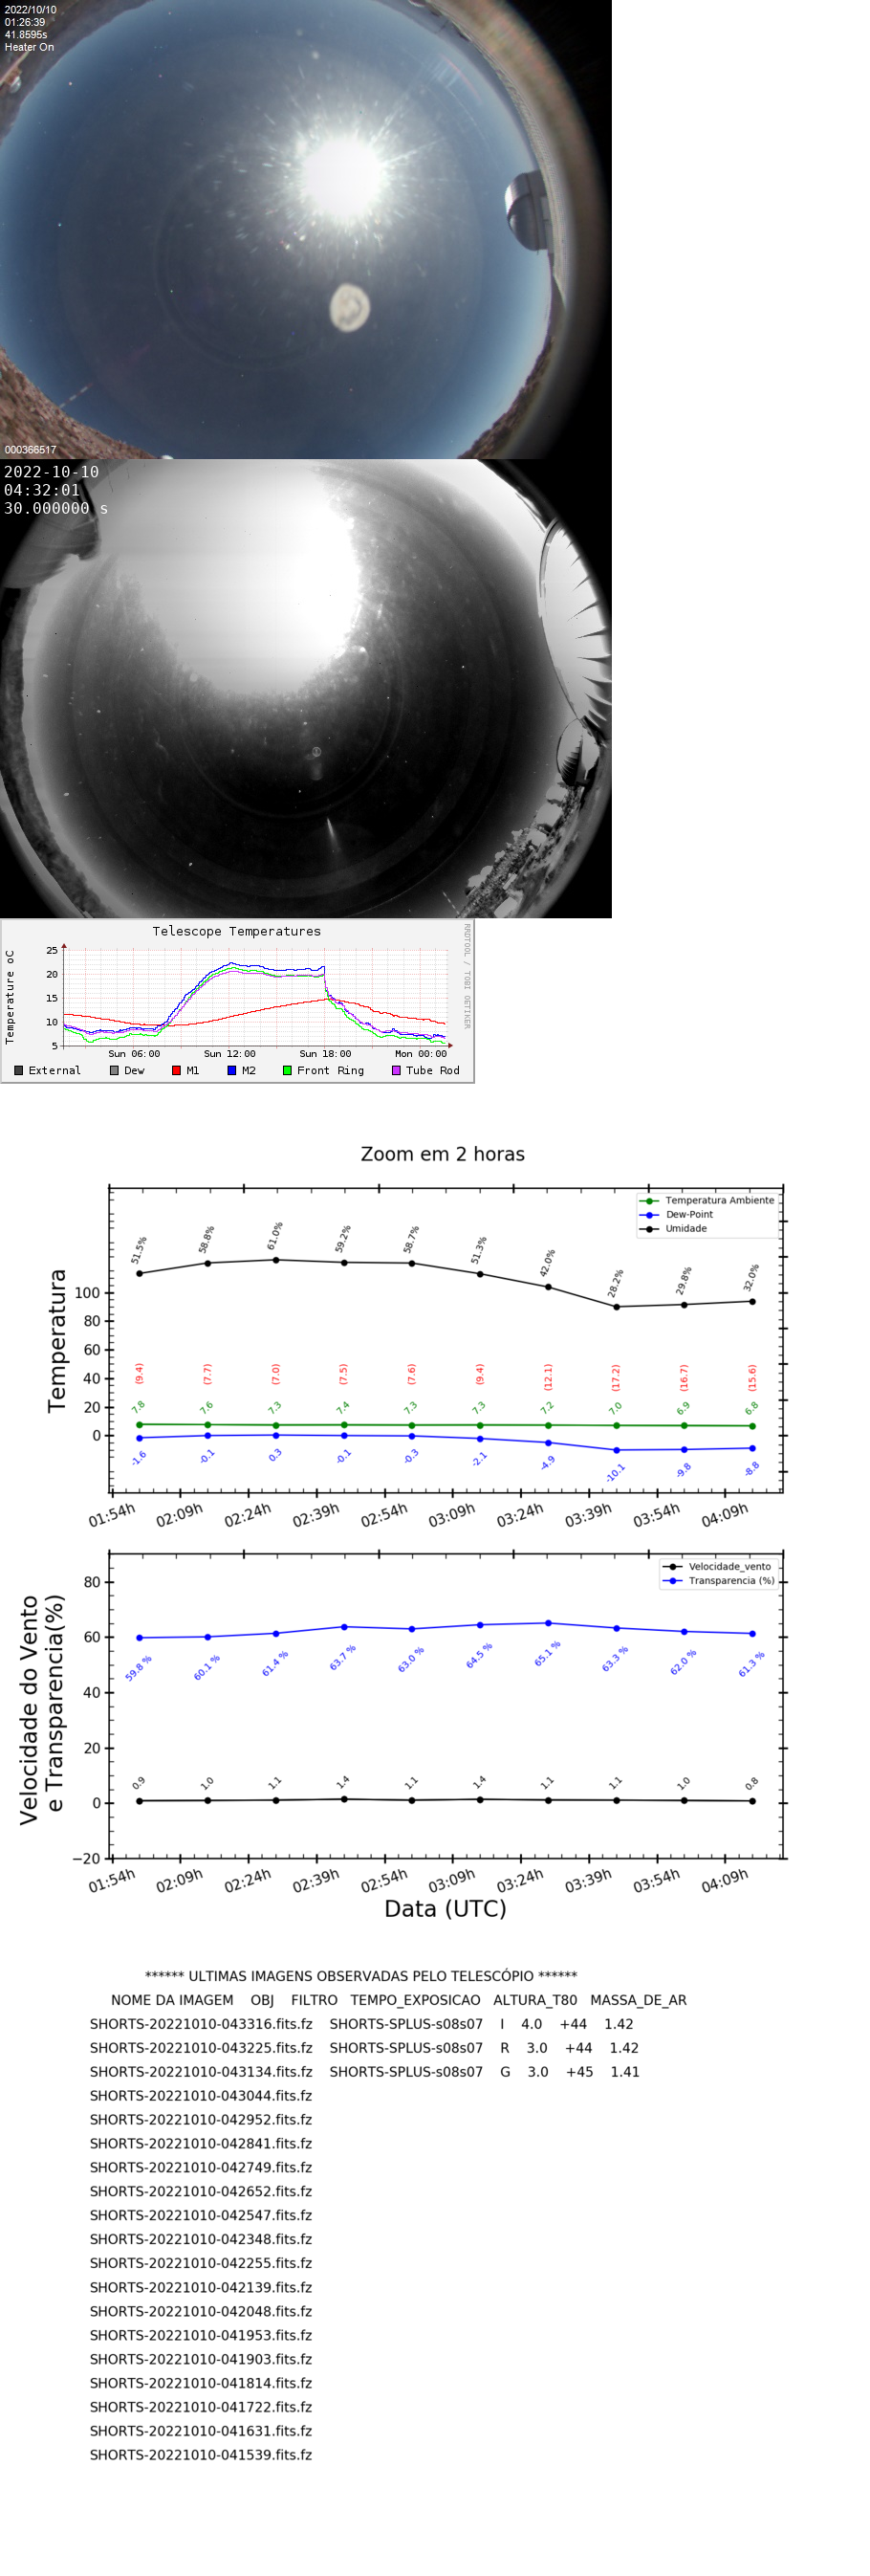 2022/10/10
01:26:39
41.8595s
Heater On
000366517
2022-10-10
04:32:01
30.000000 s
Telescope Temperatures
RRDTOOL / TOBI OETIKER
Temperature oC
25
20
15
10
5
Sun 06:00 Sun 12:00 Sun 18:00 Mon 00:00
External Dew M1 M2 Front Ring Tube Rod
Zoom em 2 horas
Temperatura Ambiente
Dew-Point
Umidade
51.5% 58.8% 61.0% 59.2% 58.7% 51.3% 42.0% 28.2% 29.8% 32.0%
Temperatura
100
80
60
40
20
0
(9.4) (7.7) (7.0) (7.5) (7.6) (9.4) (12.1) (17.2) (16.7) (15.6)
7.8 7.6 7.3 7.4 7.3 7.3 7.2 7.0 6.9 6.8
-1.6 -0.1 0.3 -0.1 -0.3 -2.1 -4.9 -10.1 -9.8 -8.8
01:54h 02:09h 02:24h 02:39h 02:54h 03:09h 03:24h 03:39h 03:54h 04:09h
Velocidade_vento
Transparencia (%)
Velocidade do Vento
e Transparencia(%)
80
60
40
20
0
−20
59.8 % 60.1 % 61.4 % 63.7 % 63.0 % 64.5 % 65.1 % 63.3 % 62.0 % 61.3 %
0.9 1.0 1.1 1.4 1.1 1.4 1.1 1.1 1.0 0.8
01:54h 02:09h 02:24h 02:39h 02:54h 03:09h 03:24h 03:39h 03:54h 04:09h
Data (UTC)
****** ULTIMAS IMAGENS OBSERVADAS PELO TELESCÓPIO ******
NOME DA IMAGEM OBJ FILTRO TEMPO_EXPOSICAO ALTURA_T80 MASSA_DE_AR
SHORTS-20221010-043316.fits.fz SHORTS-SPLUS-s08s07 I 4.0 +44 1.42
SHORTS-20221010-043225.fits.fz SHORTS-SPLUS-s08s07 R 3.0 +44 1.42
SHORTS-20221010-043134.fits.fz SHORTS-SPLUS-s08s07 G 3.0 +45 1.41
SHORTS-20221010-043044.fits.fz
SHORTS-20221010-042952.fits.fz
SHORTS-20221010-042841.fits.fz
SHORTS-20221010-042749.fits.fz
SHORTS-20221010-042652.fits.fz
SHORTS-20221010-042547.fits.fz
SHORTS-20221010-042348.fits.fz
SHORTS-20221010-042255.fits.fz
SHORTS-20221010-042139.fits.fz
SHORTS-20221010-042048.fits.fz
SHORTS-20221010-041953.fits.fz
SHORTS-20221010-041903.fits.fz
SHORTS-20221010-041814.fits.fz
SHORTS-20221010-041722.fits.fz
SHORTS-20221010-041631.fits.fz
SHORTS-20221010-041539.fits.fz